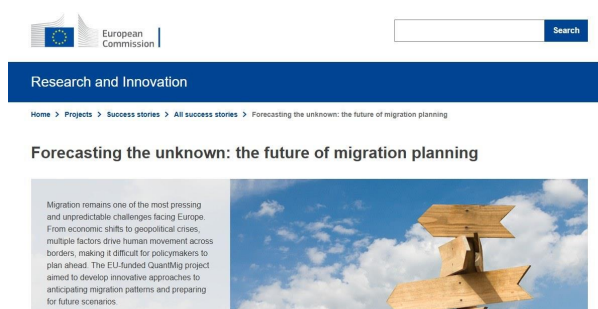 European
Commission
Search
Research and Innovation
Home > Projects > Success stories > All success stories > Forecasting the unknown: the future of migration planning
Forecasting the unknown: the future of migration planning
Migration remains one of the most pressing
and unpredictable challenges facing Europe.
From economic shifts to geopolitical crises,
multiple factors drive human movement across
borders, making it difficult for policymakers to
plan ahead. The EU-funded QuantMig project
aimed to develop innovative approaches to
anticipating migration patterns and preparing
for future scenarios.